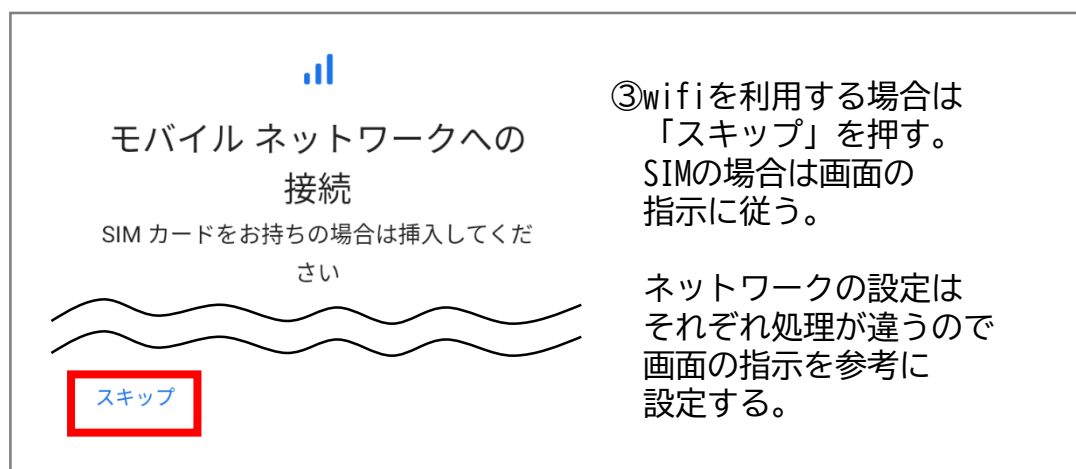 モバイル ネットワークへの
接続
SIM カードをお持ちの場合は挿入してくだ
さい
スキップ
③wifiを利用する場合は
「スキップ」を押す。
SIMの場合は画面の
指示に従う。
ネットワークの設定は
それぞれ処理が違うので
画面の指示を参考に
設定する。